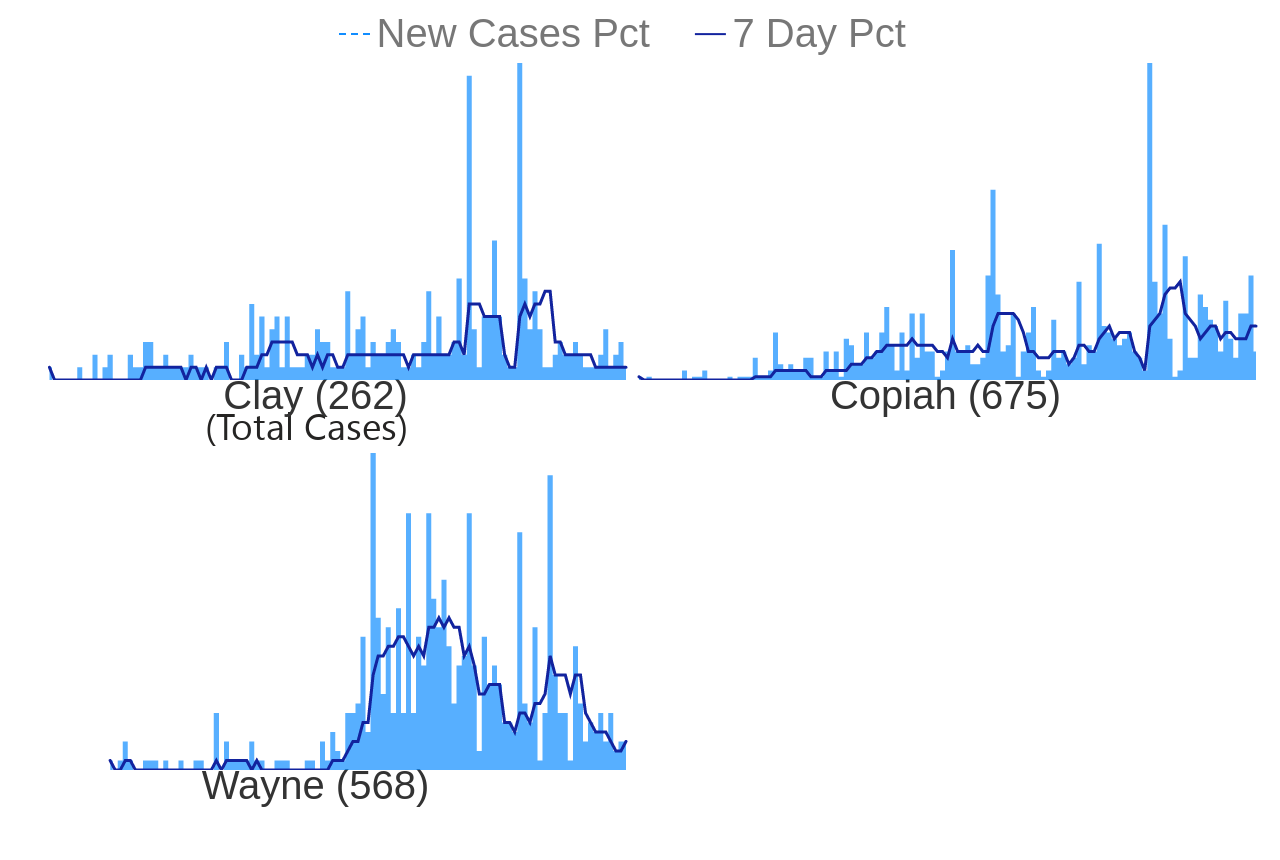 New Cases Pct 7 Day Pct
Clay (262)
(Total Cases)
Copiah (675)
Wayne (568)